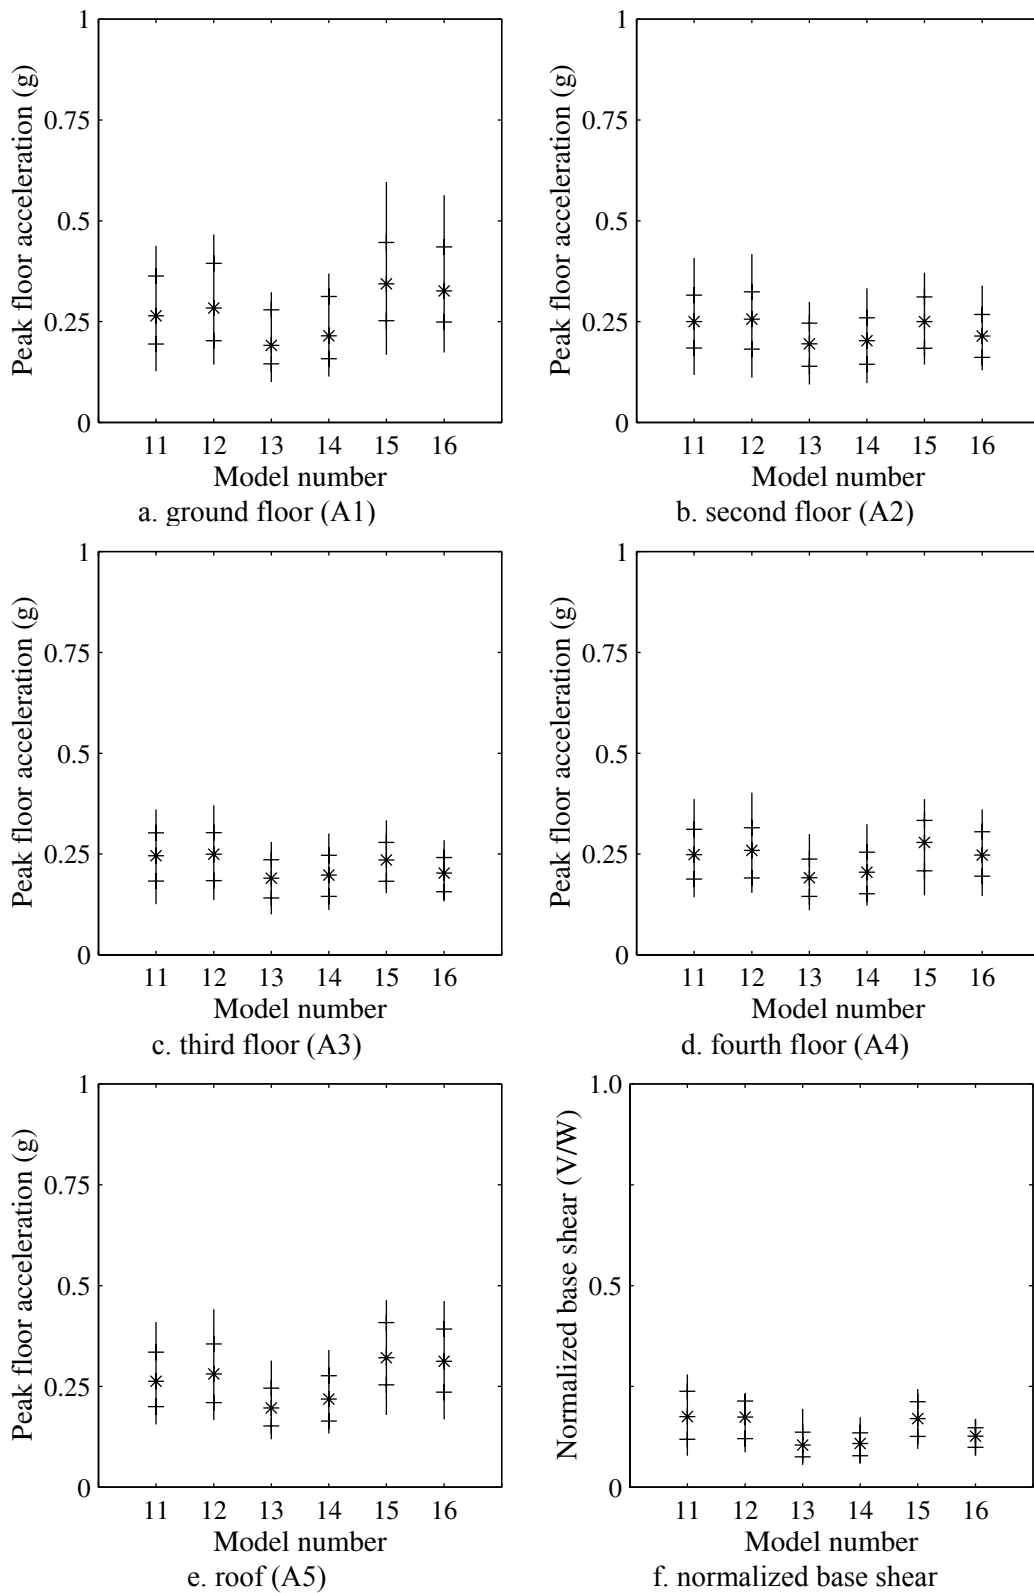 Peak floor acceleration (g)
1
0.75
0.5
0.25
0
11 12 13 14 15 16
Model number
a. ground floor (A1)
Peak floor acceleration (g)
1
0.75
0.5
0.25
0
11 12 13 14 15 16
Model number
b. second floor (A2)
Peak floor acceleration (g)
1
0.75
0.5
0.25
0
11 12 13 14 15 16
Model number
c. third floor (A3)
Peak floor acceleration (g)
1
0.75
0.5
0.25
0
11 12 13 14 15 16
Model number
d. fourth floor (A4)
Peak floor acceleration (g)
1
0.75
0.5
0.25
0
11 12 13 14 15 16
Model number
e. roof (A5)
Normalized base shear (V/W)
1.0
0.5
0
11 12 13 14 15 16
Model number
f. normalized base shear